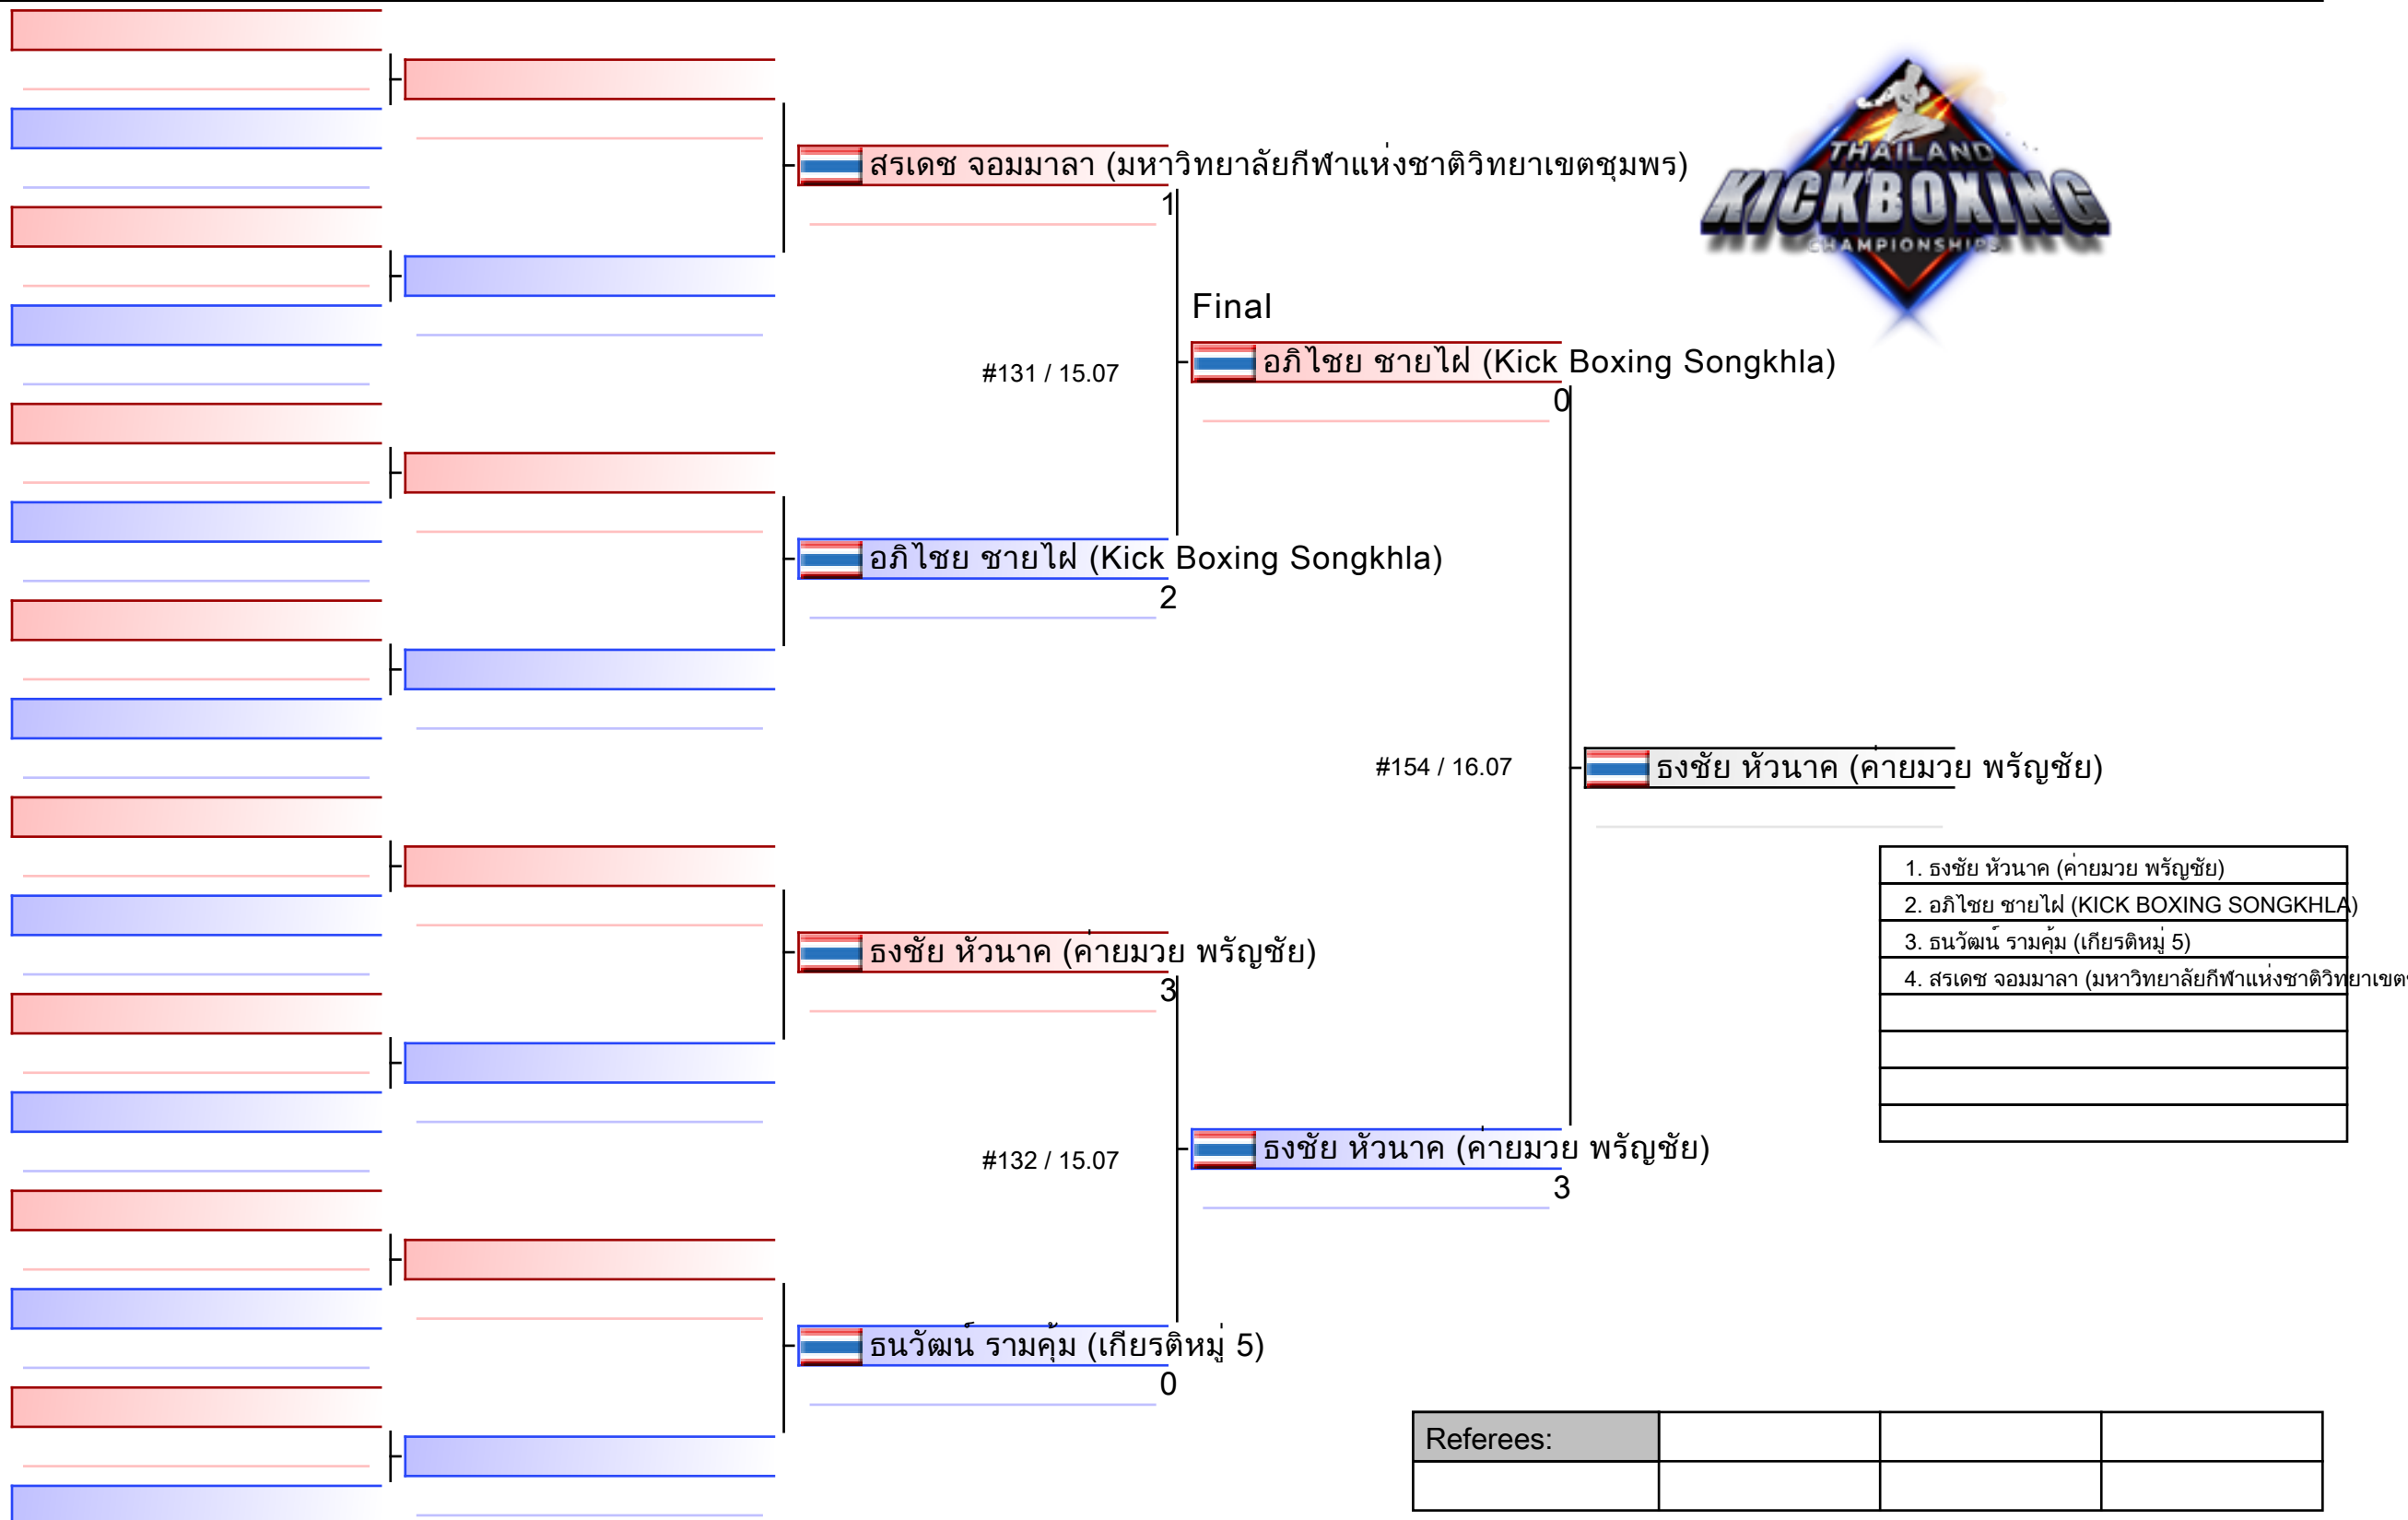 THAILAND
KICKBOXING
CHAMPIONSHIPS
สรเดช จอมมาลา (มหาวิทยาลัยกีฬาแห่งชาติวิทยาเขตชุมพร)
1
Final
#131 / 15.07
อภิไชย ชายไฝ (Kick Boxing Songkhla)
0
อภิไชย ชายไฝ (Kick Boxing Songkhla)
2
#154 / 16.07
ธงชัย หัวนาค (ค่ายมวย พรัญชัย)
1. ธงชัย หัวนาค (ค่ายมวย พรัญชัย)
2. อภิไชย ชายไฝ (KICK BOXING SONGKHLA)
3. ธนวัฒน์ รามคุ้ม (เกียรติหมู่ 5)
4. สรเดช จอมมาลา (มหาวิทยาลัยกีฬาแห่งชาติวิทยาเขต
ธงชัย หัวนาค (ค่ายมวย พรัญชัย)
3
#132 / 15.07
ธงชัย หัวนาค (ค่ายมวย พรัญชัย)
3
ธนวัฒน์ รามคุ้ม (เกียรติหมู่ 5)
0
Referees: